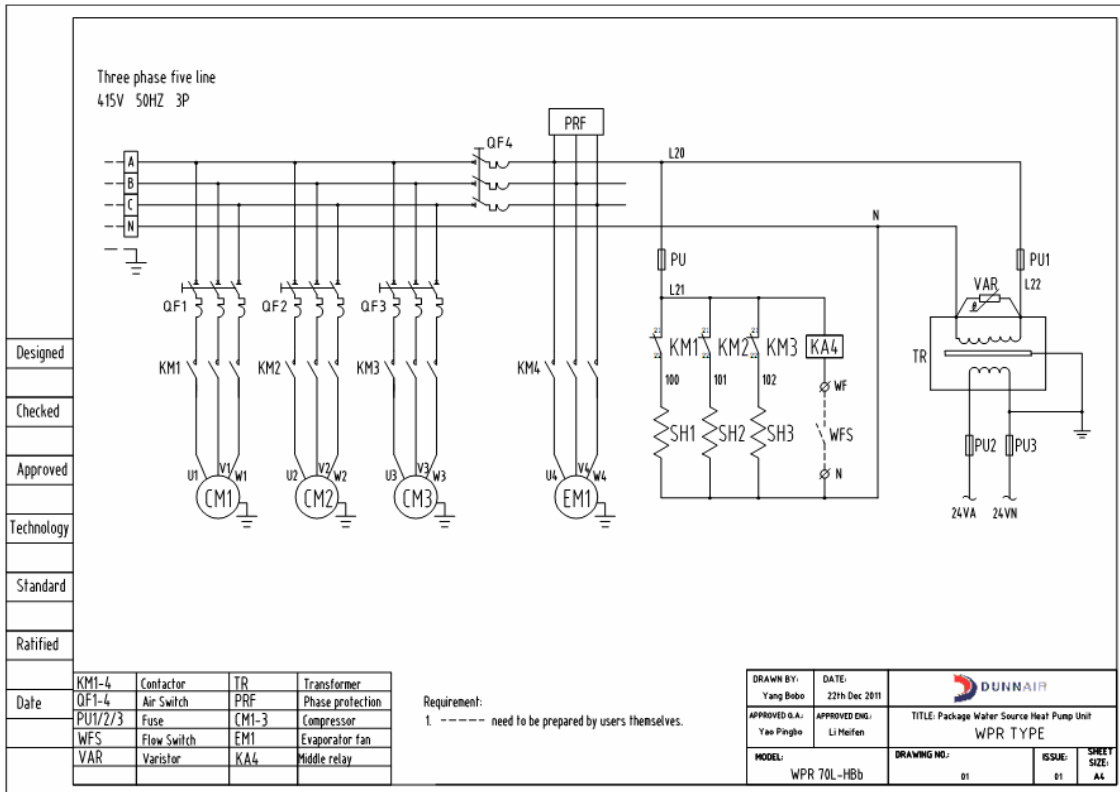 Three phase five line
415V 50HZ 3P
PRF
QF4
A
B
C
N
L20
N
PU
PU1
L21
L22
VAR
θ
QF1
QF2
QF3
TR
KM1
KM2
KM3
KM4
21
22
KM1
21
22
KM2
21
22
KM3
KA4
100
101
102
WF
SH1
SH2
SH3
WFS
N
PU2
PU3
24VA
24VN
U1
V1
W1
U2
V2
W2
U3
V3
W3
U4
V4
W4
CM1
CM2
CM3
EM1
Designed
Checked
Approved
Technology
Standard
Ratified
Date
KM1-4 Contactor TR Transformer
QF1-4 Air Switch PRF Phase protection
PU1/2/3 Fuse CM1-3 Compressor
WFS Flow Switch EM1 Evaporator fan
VAR Varistor KA4 Middle relay
Requirement:
1. ----- need to be prepared by users themselves.
DRAWN BY: DATE:
Yang Bobo 22th Dec 2011
DUNNAIR
APPROVED Q.A.: APPROVED ENG.:
Yao Pingbo Li Meifen
TITLE: Package Water Source Heat Pump Unit
WPR TYPE
MODEL:
WPR 70L-HBb
DRAWING NO.:
01
ISSUE:
01
SHEET
SIZE:
A4